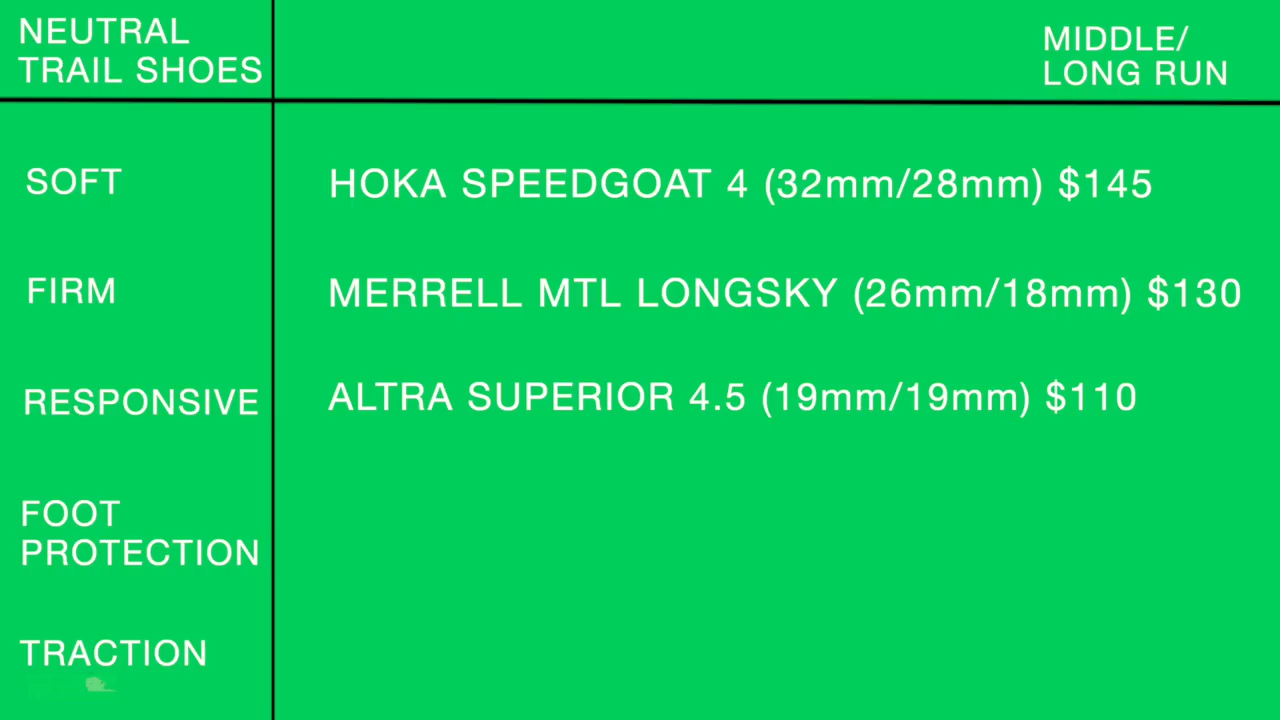 NEUTRAL
TRAIL SHOES
MIDDLE/
LONG RUN
SOFT
HOKA SPEEDGOAT 4 (32mm/28mm) $145
FIRM
MERRELL MTL LONGSKY (26mm/18mm) $130
RESPONSIVE
ALTRA SUPERIOR 4.5 (19mm/19mm) $110
FOOT
PROTECTION
TRACTION